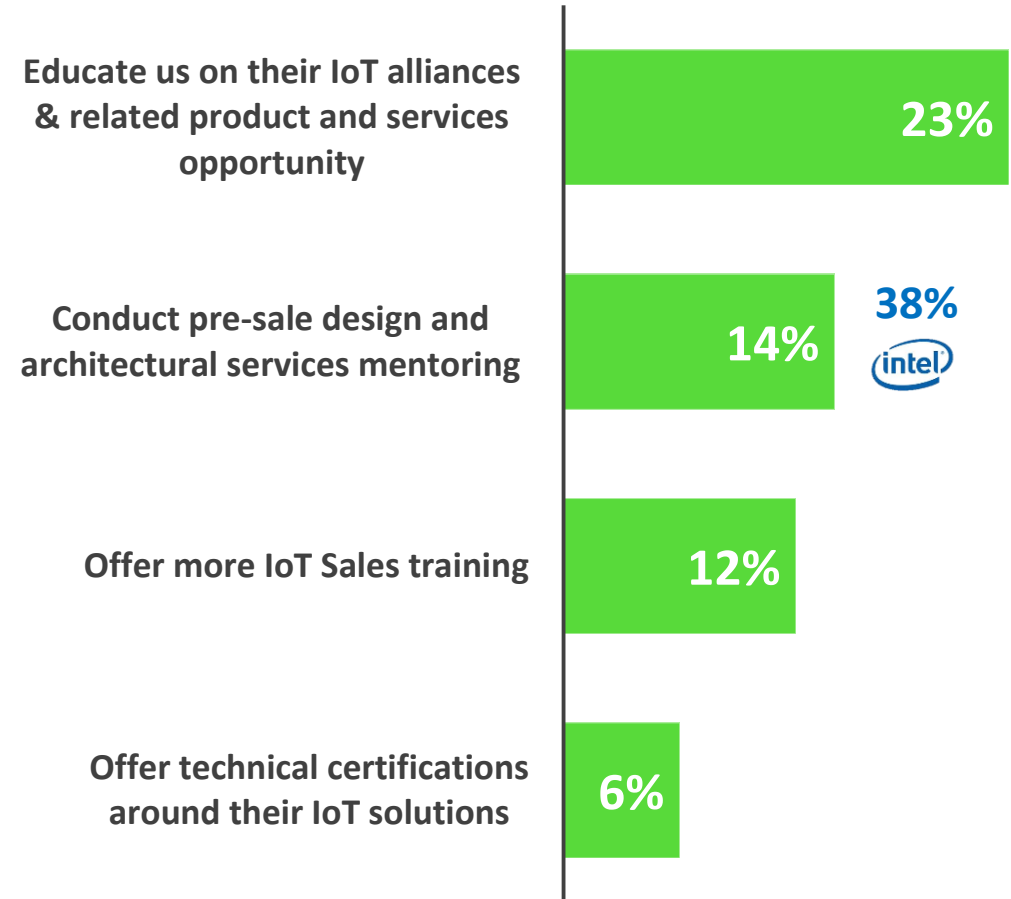 Educate us on their IoT alliances
& related product and services
opportunity
23%
Conduct pre-sale design and
architectural services mentoring
14%
38%
intel
Offer more IoT Sales training
12%
Offer technical certifications
around their IoT solutions
6%